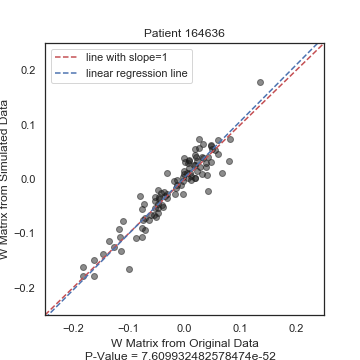 Patient 164636
line with slope=1
linear regression line
W Matrix from Simulated Data
0.2
0.1
0.0
−0.1
−0.2
−0.2
−0.1
0.0
0.1
0.2
W Matrix from Original Data
P-Value = 7.609932482578474e-52